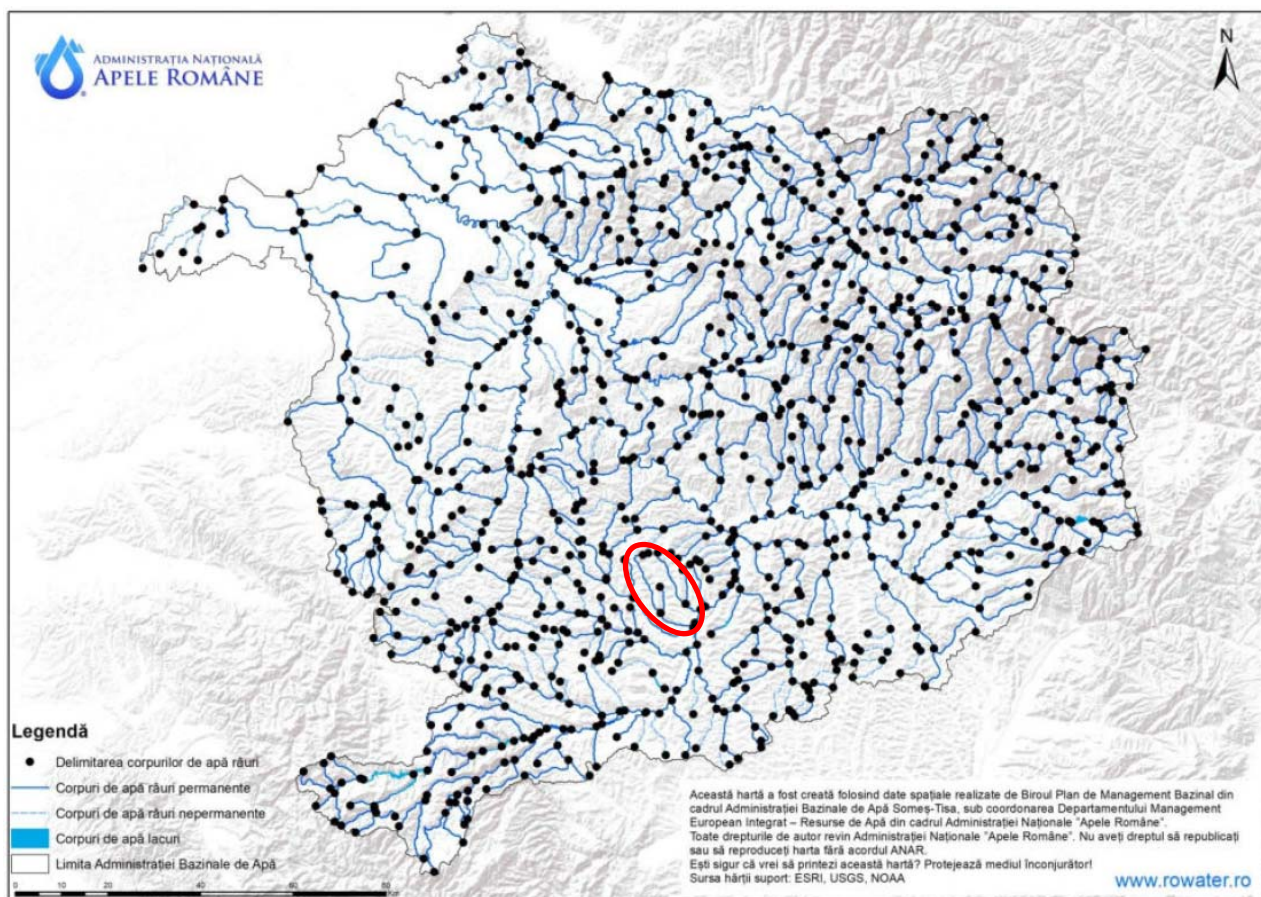 ADMINISTRAȚIA NAȚIONALĂ
APELE ROMÂNE
N
Legendă
Delimitarea corpurilor de apă râuri
Corpuri de apă râuri permanente
Corpuri de apă râuri nepermanente
Corpuri de apă lacuri
Limita Administrației Bazinale de Apă
0 10 20 40 60 80
Această hartă a fost creată folosind date spațiale realizate de Biroul Plan de Management Bazinal din
cadrul Administrației Bazinale de Apă Someș-Tisa, sub coordonarea Departamentului Management
European Integrat – Resurse de Apă din cadrul Administrației Naționale "Apele Române".
Toate drepturile de autor revin Administrației Naționale "Apele Române". Nu aveți dreptul să republicați
sau să reproduceți harta fără acordul ANAR.
Ești sigur că vrei să printezi această hartă? Protejează mediul înconjurător!
Sursa hărții suport: ESRI, USGS, NOAA
www.rowater.ro